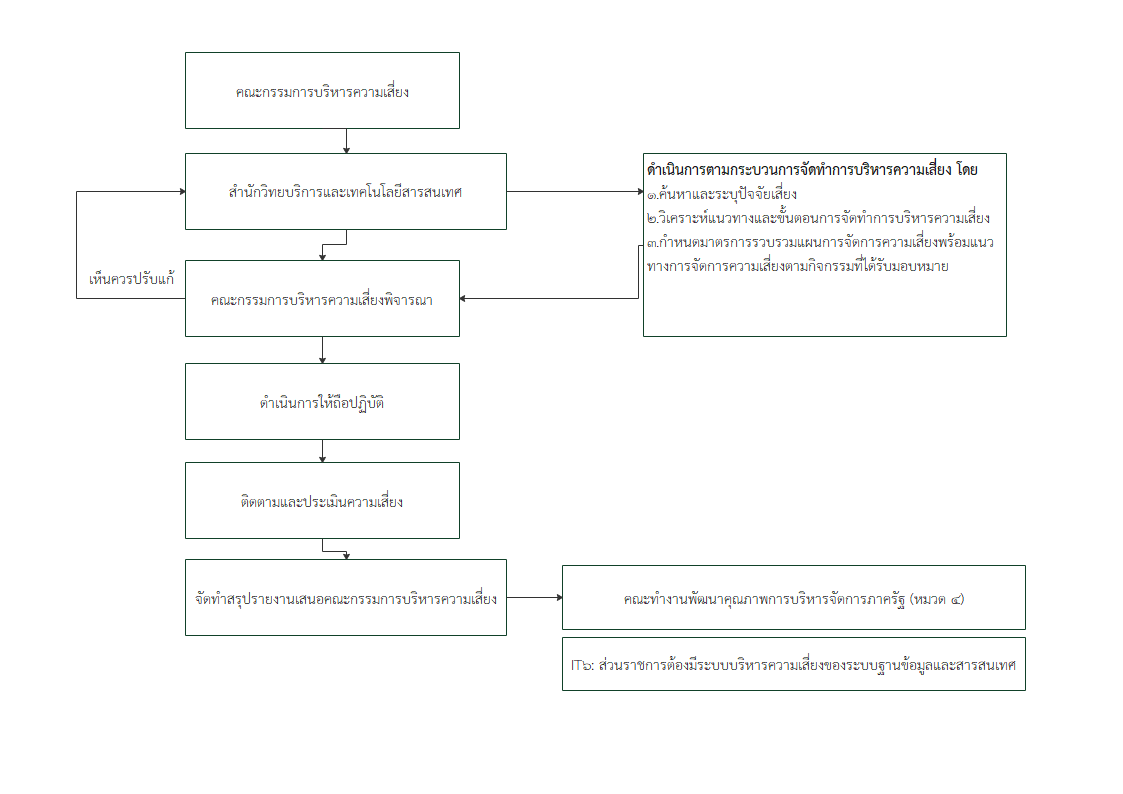 คณะกรรมการบริหารความเสี่ยง
สำนักวิทยบริการและเทคโนโลยีสารสนเทศ
ดำเนินการตามกระบวนการจัดทำการบริหารความเสี่ยง โดย
๑.ค้นหาและระบุปัจจัยเสี่ยง
๒.วิเคราะห์แนวทางและขั้นตอนการจัดทำการบริหารความเสี่ยง
๓.กำหนดมาตรการรวบรวมแผนการจัดการความเสี่ยงพร้อมแนว
ทางการจัดการความเสี่ยงตามกิจกรรมที่ได้รับมอบหมาย
เห็นควรปรับแก้
คณะกรรมการบริหารความเสี่ยงพิจารณา
ดำเนินการให้ถือปฏิบัติ
ติดตามและประเมินความเสี่ยง
จัดทำสรุปรายงานเสนอคณะกรรมการบริหารความเสี่ยง
คณะทำงานพัฒนาคุณภาพการบริหารจัดการภาครัฐ (หมวด ๔)
IT๖: ส่วนราชการต้องมีระบบบริหารความเสี่ยงของระบบฐานข้อมูลและสารสนเทศ